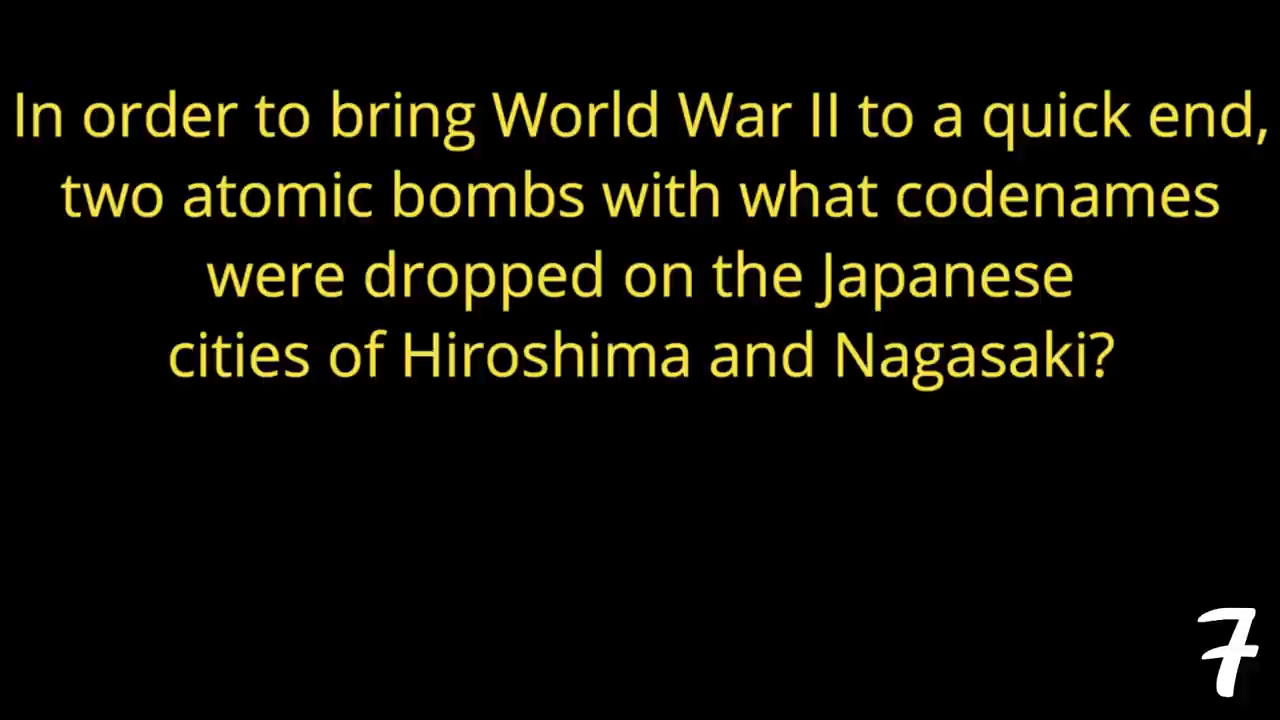 In order to bring World War II to a quick end,
two atomic bombs with what codenames
were dropped on the Japanese
cities of Hiroshima and Nagasaki?
7